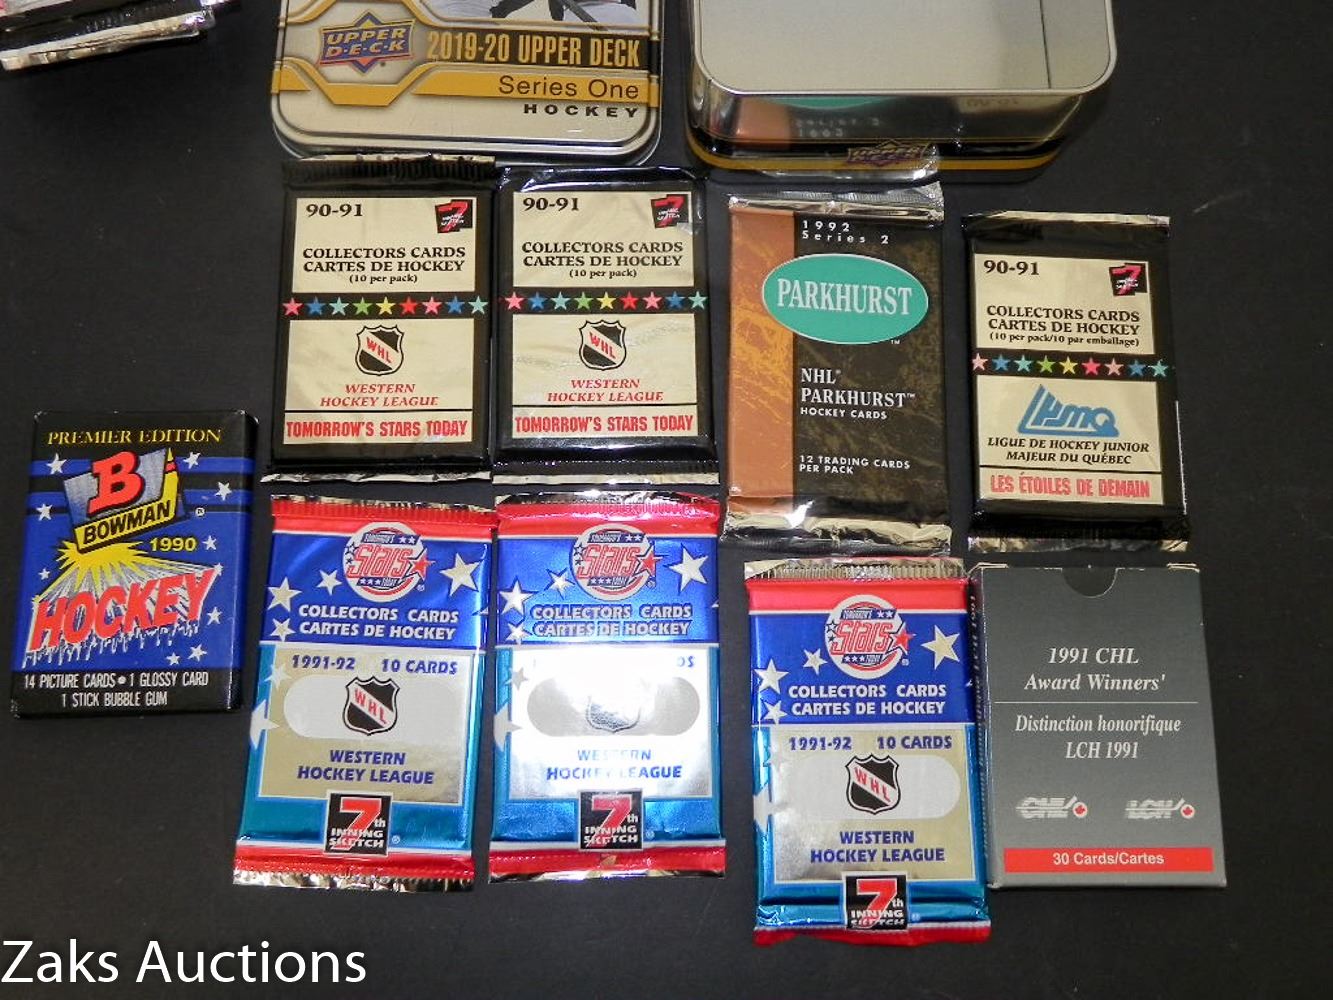 UPPER
D·E·C·K
2019-20 UPPER DECK
Series One
HOCKEY
90-91
COLLECTORS CARDS
CARTES DE HOCKEY
(10 per pack)
WHL
WESTERN
HOCKEY LEAGUE
TOMORROW'S STARS TODAY
90-91
COLLECTORS CARDS
CARTES DE HOCKEY
(10 per pack)
WHL
WESTERN
HOCKEY LEAGUE
TOMORROW'S STARS TODAY
1992
Series 2
PARKHURST™
NHL®
PARKHURST™
HOCKEY CARDS
12 TRADING CARDS
PER PACK
90-91
COLLECTORS CARDS
CARTES DE HOCKEY
(10 per pack/10 par emballage)
LHJMQ
LIGUE DE HOCKEY JUNIOR
MAJEUR DU QUÉBEC
LES ÉTOILES DE DEMAIN
PREMIER EDITION
B
BOWMAN®
1990
HOCKEY
14 PICTURE CARDS • 1 GLOSSY CARD
1 STICK BUBBLE GUM
TOMORROW'S
Stars
TODAY
COLLECTORS CARDS
CARTES DE HOCKEY
1991-92 10 CARDS
WHL
WESTERN
HOCKEY LEAGUE
7th
INNING
SKETCH®
TOMORROW'S
Stars
TODAY
COLLECTORS CARDS
CARTES DE HOCKEY
WESTERN
HOCKEY LEAGUE
7th
INNING
SKETCH®
TOMORROW'S
Stars
TODAY
COLLECTORS CARDS
CARTES DE HOCKEY
1991-92 10 CARDS
WHL
WESTERN
HOCKEY LEAGUE
7th
INNING
SKETCH®
1991 CHL
Award Winners'
Distinction honorifique
LCH 1991
CHL LCH
30 Cards/Cartes
Zaks Auctions